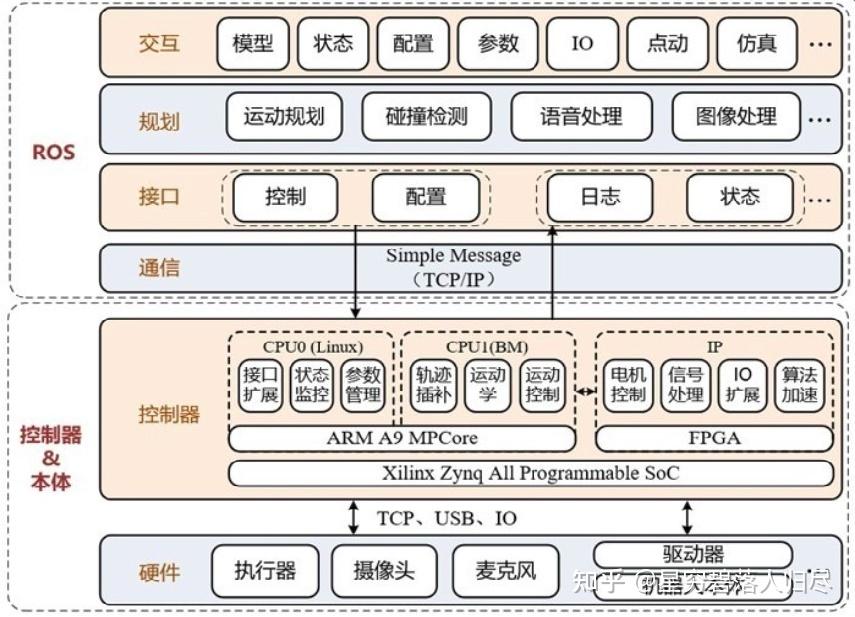 ROS
交互
模型 状态 配置 参数 IO 点动 仿真 ···
规划
运动规划 碰撞检测 语音处理 图像处理 ···
接口
控制 配置 日志 状态 ···
通信
Simple Message
（TCP/IP）
控制器
&
本体
控制器
CPU0 (Linux)
接口
扩展
状态
监控
参数
管理
CPU1(BM)
轨迹
插补
运动
学
运动
控制
IP
电机
控制
信号
处理
IO
扩展
算法
加速
ARM A9 MPCore
FPGA
Xilinx Zynq All Programmable SoC
TCP、USB、IO
硬件
执行器 摄像头 麦克风
驱动器
机器人本体
知乎